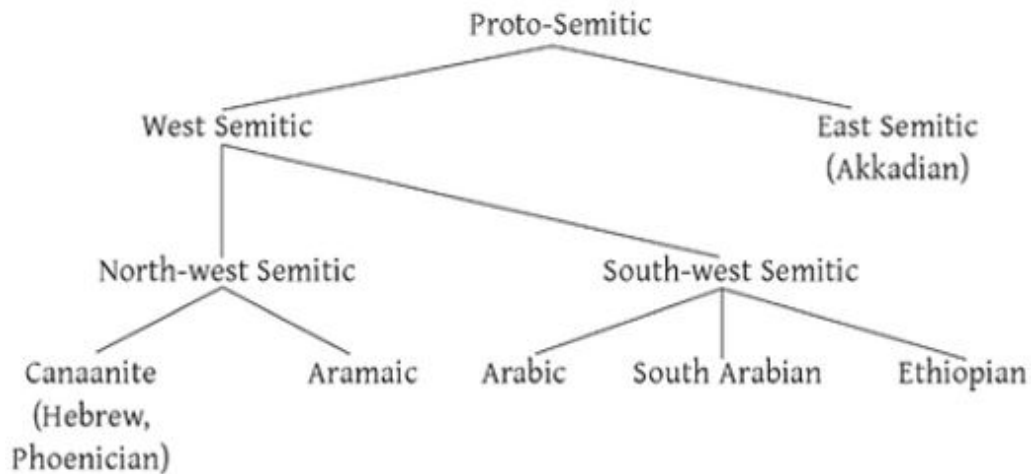 Proto-Semitic
West Semitic
East Semitic
(Akkadian)
North-west Semitic
South-west Semitic
Canaanite
(Hebrew,
Phoenician)
Aramaic
Arabic
South Arabian
Ethiopian